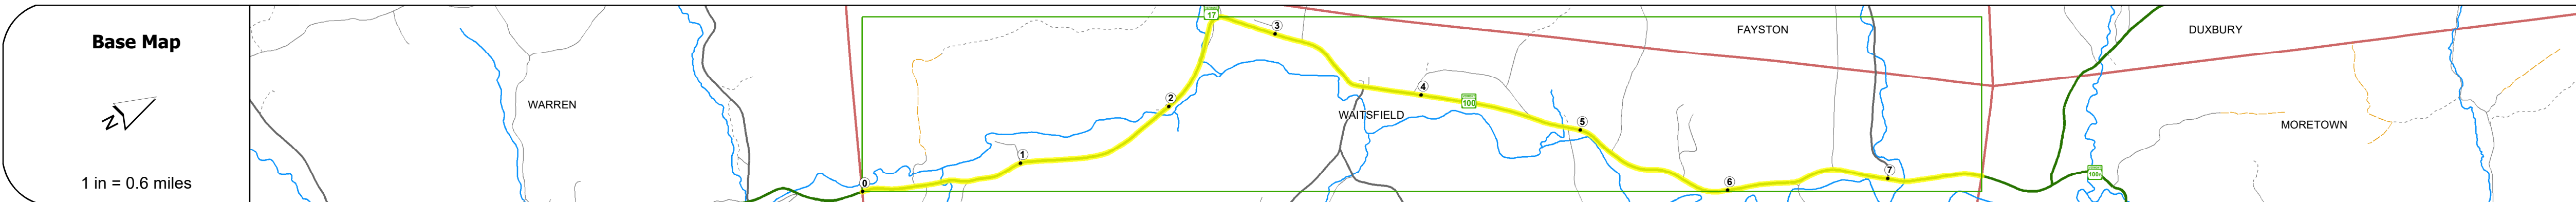 Base Map
N
1 in = 0.6 miles
WARREN
0
1
2
17
3
FAYSTON
4
100
WAITSFIELD
5
6
7
DUXBURY
MORETOWN